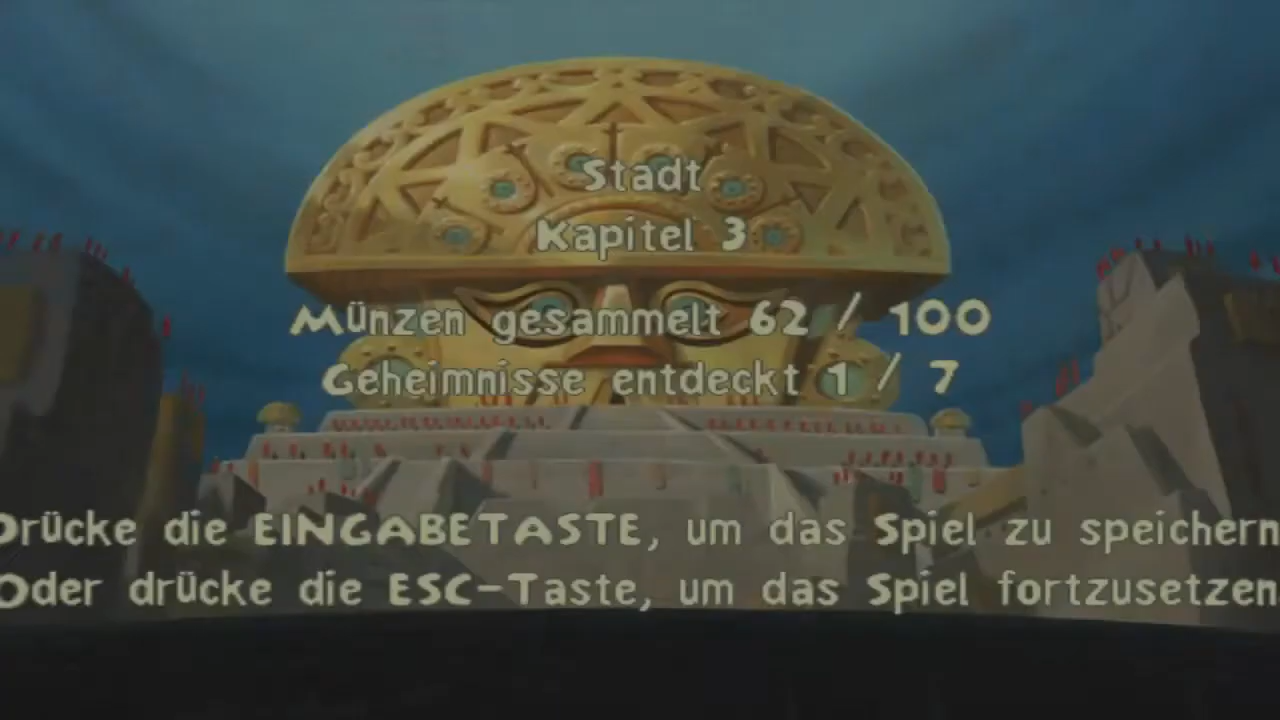 Stadt
Kapitel 3
Münzen gesammelt 62 / 100
Geheimnisse entdeckt 1 / 7
Drücke die EINGABETASTE, um das Spiel zu speichern
Oder drücke die ESC-Taste, um das Spiel fortzusetzen